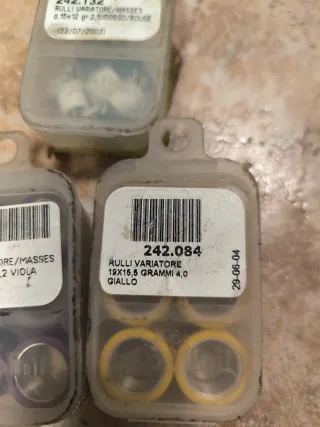 242.132
RULLI VARIATORE/MASSES
d.15x12 gr.2,5/ROSSO/ROUGE
(22/07/2003)
ORE/MASSES
,2 VIOLA
242.084
RULLI VARIATORE
19X15,5 GRAMMI 4,0
GIALLO
29-06-04